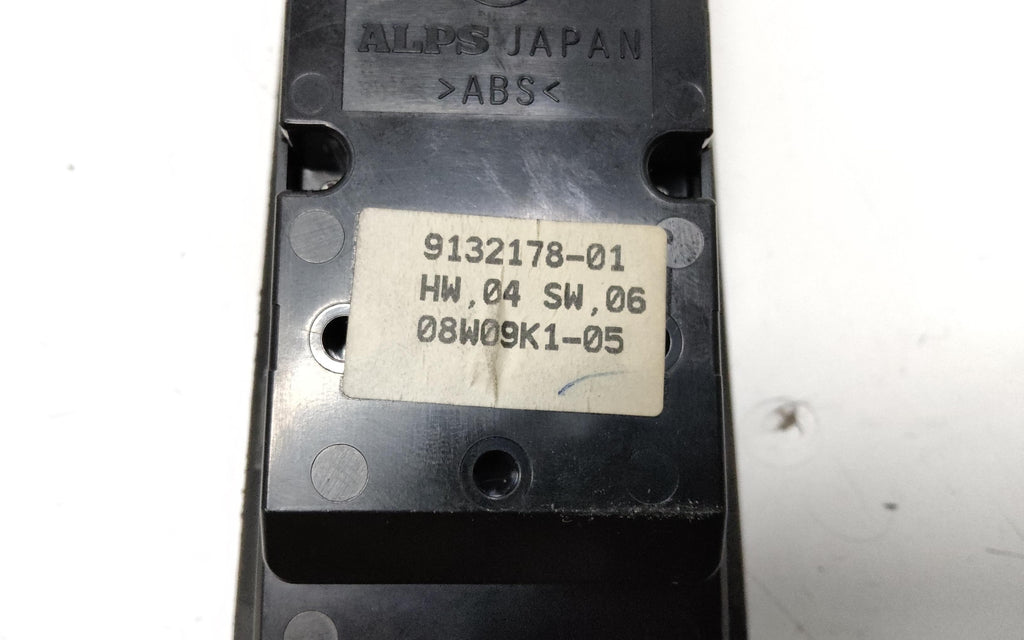 ALPS JAPAN
>ABS<
9132178-01
HW,04 SW,06
08W09K1-05